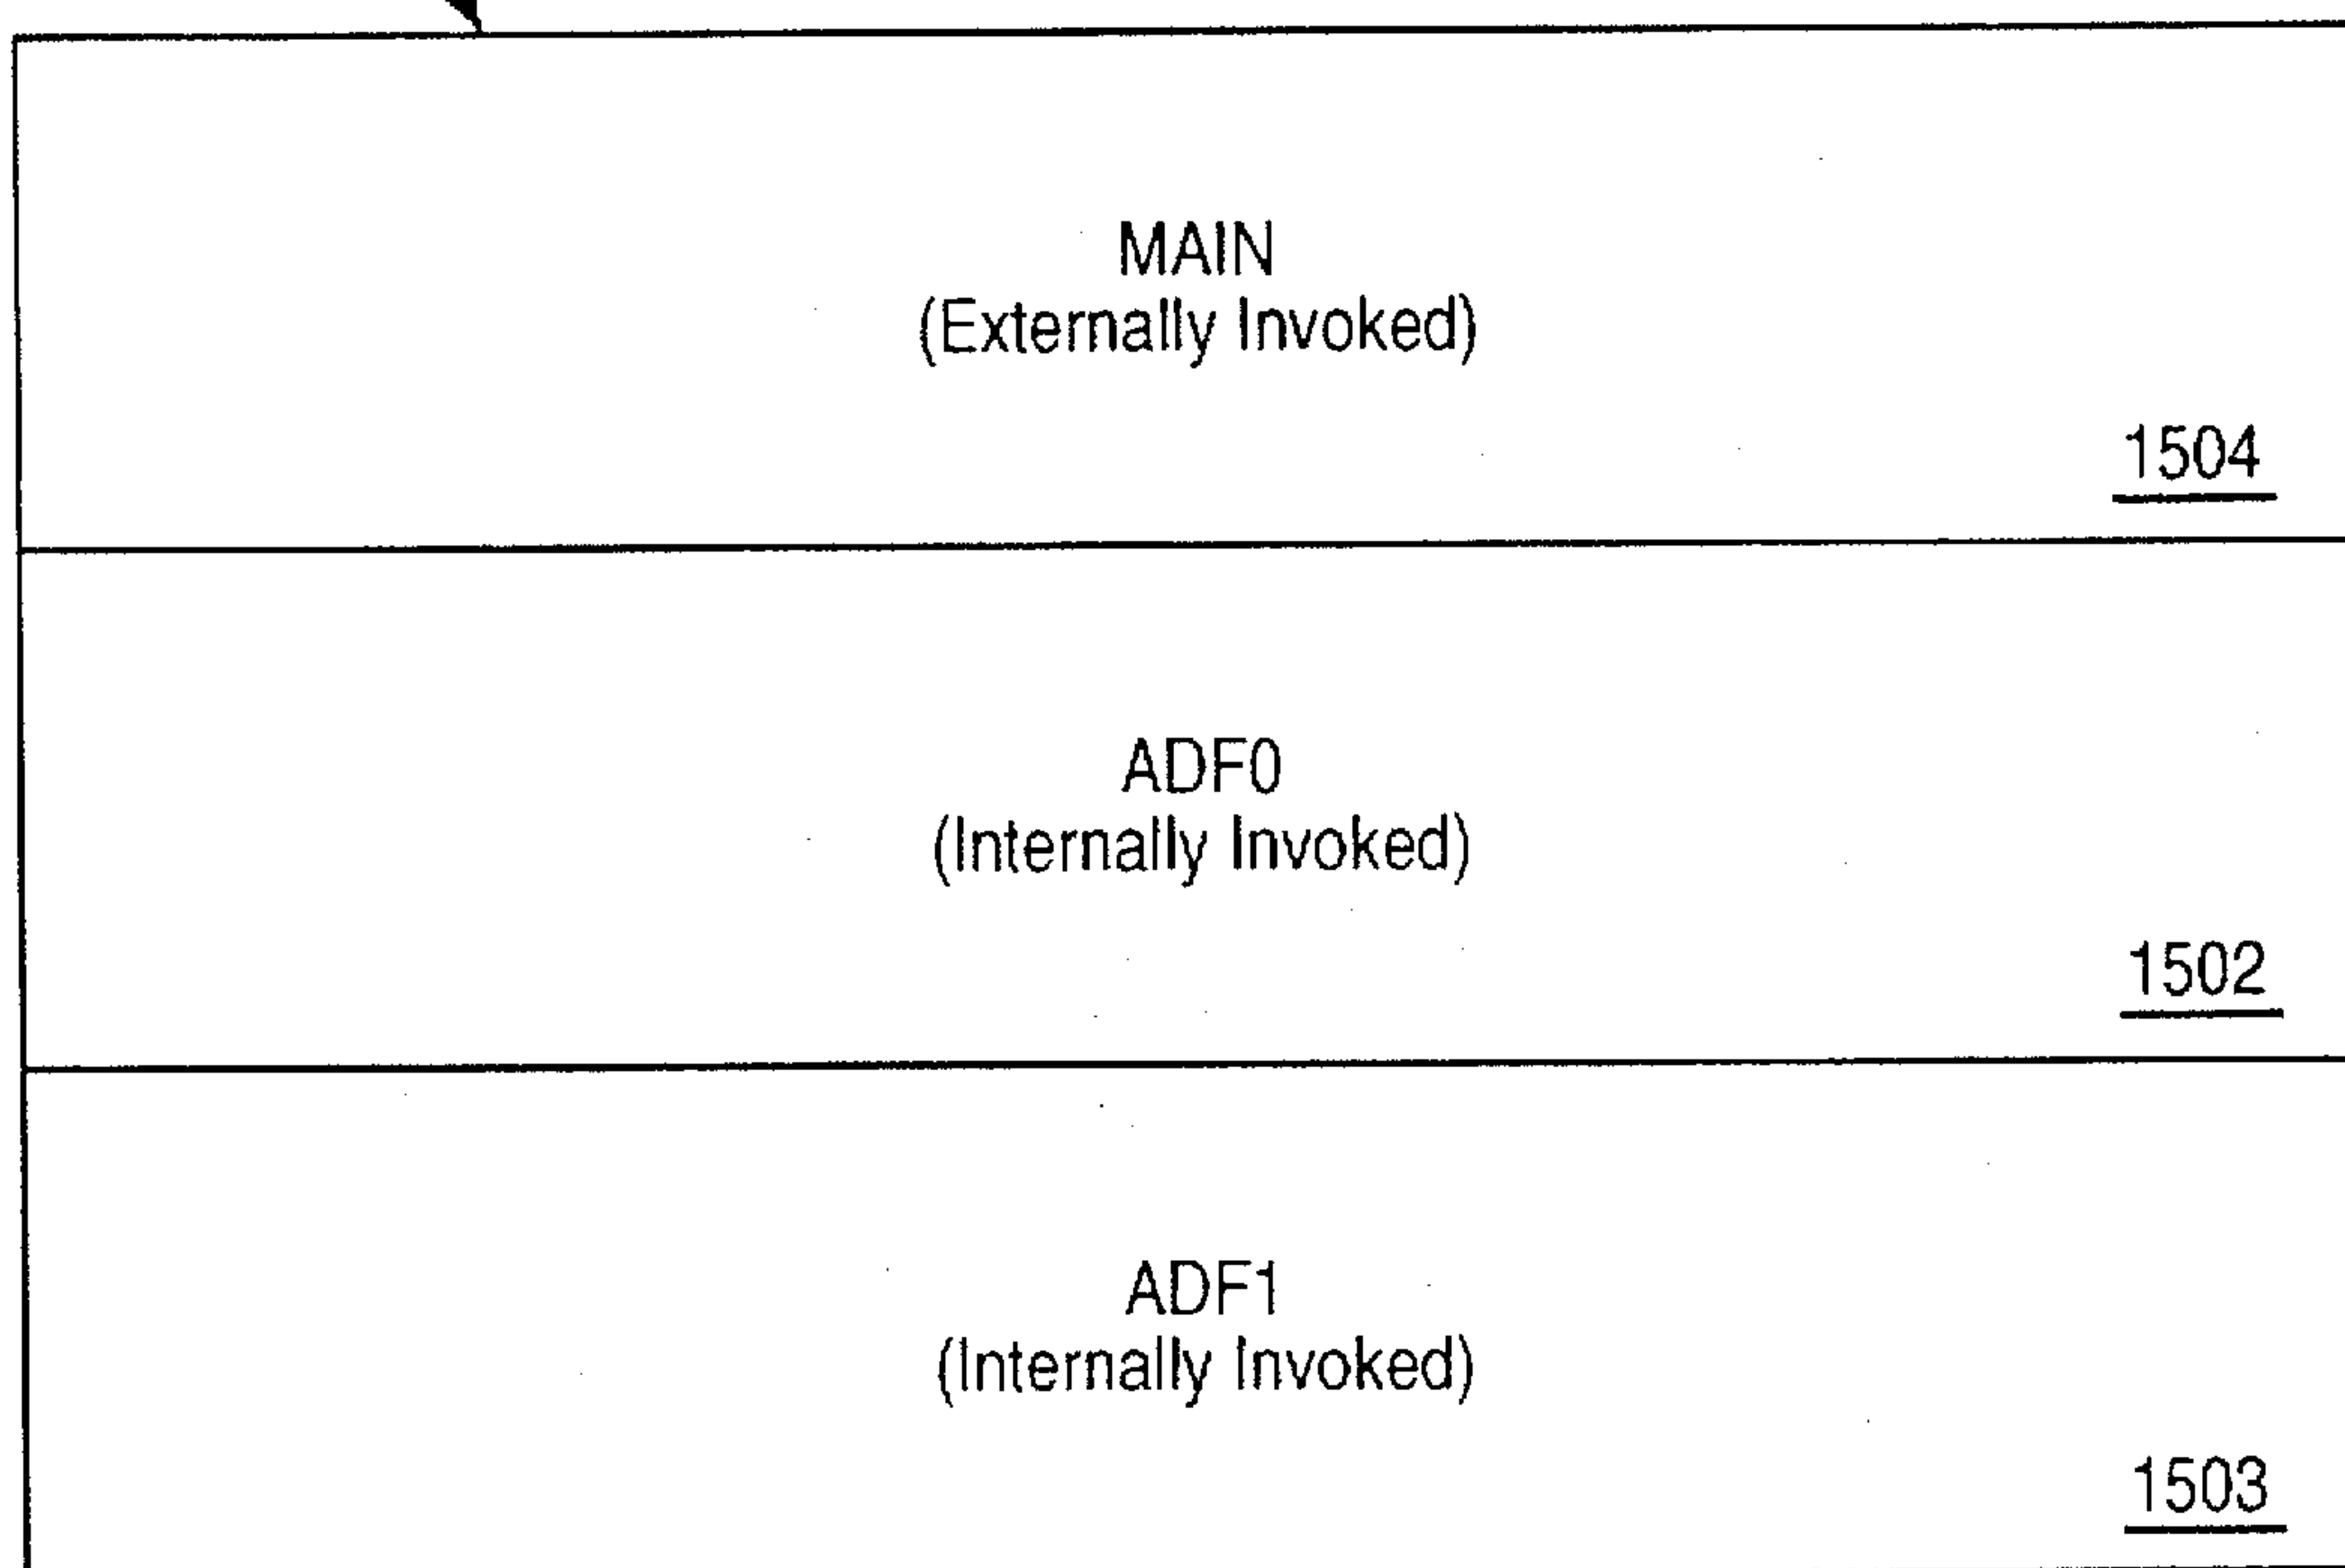 MAIN
(Externally Invoked)
1504
ADF0
(Internally Invoked)
1502
ADF1
(Internally Invoked)
1503